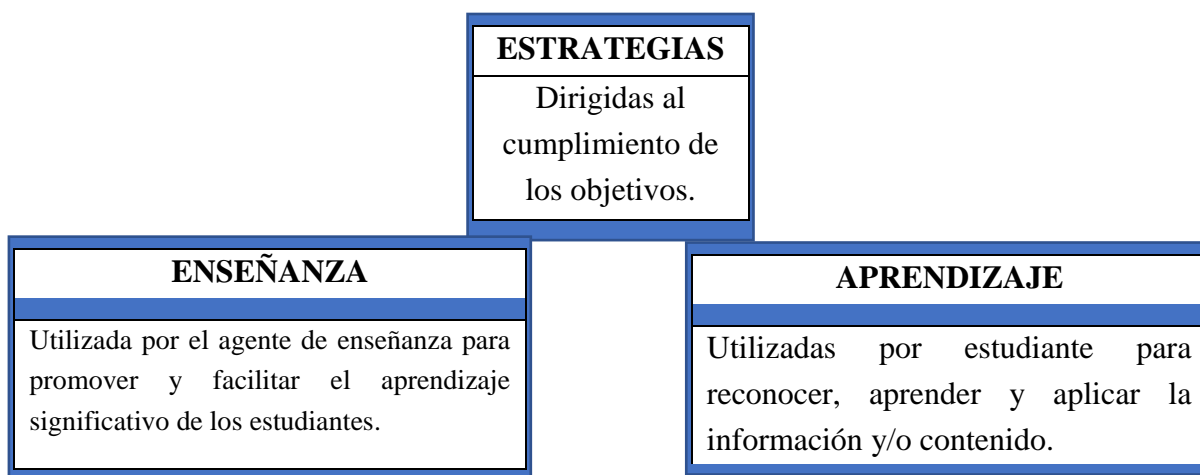 ESTRATEGIAS
Dirigidas al
cumplimiento de
los objetivos.
ENSEÑANZA
Utilizada por el agente de enseñanza para
promover y facilitar el aprendizaje
significativo de los estudiantes.
APRENDIZAJE
Utilizadas por estudiante para
reconocer, aprender y aplicar la
información y/o contenido.